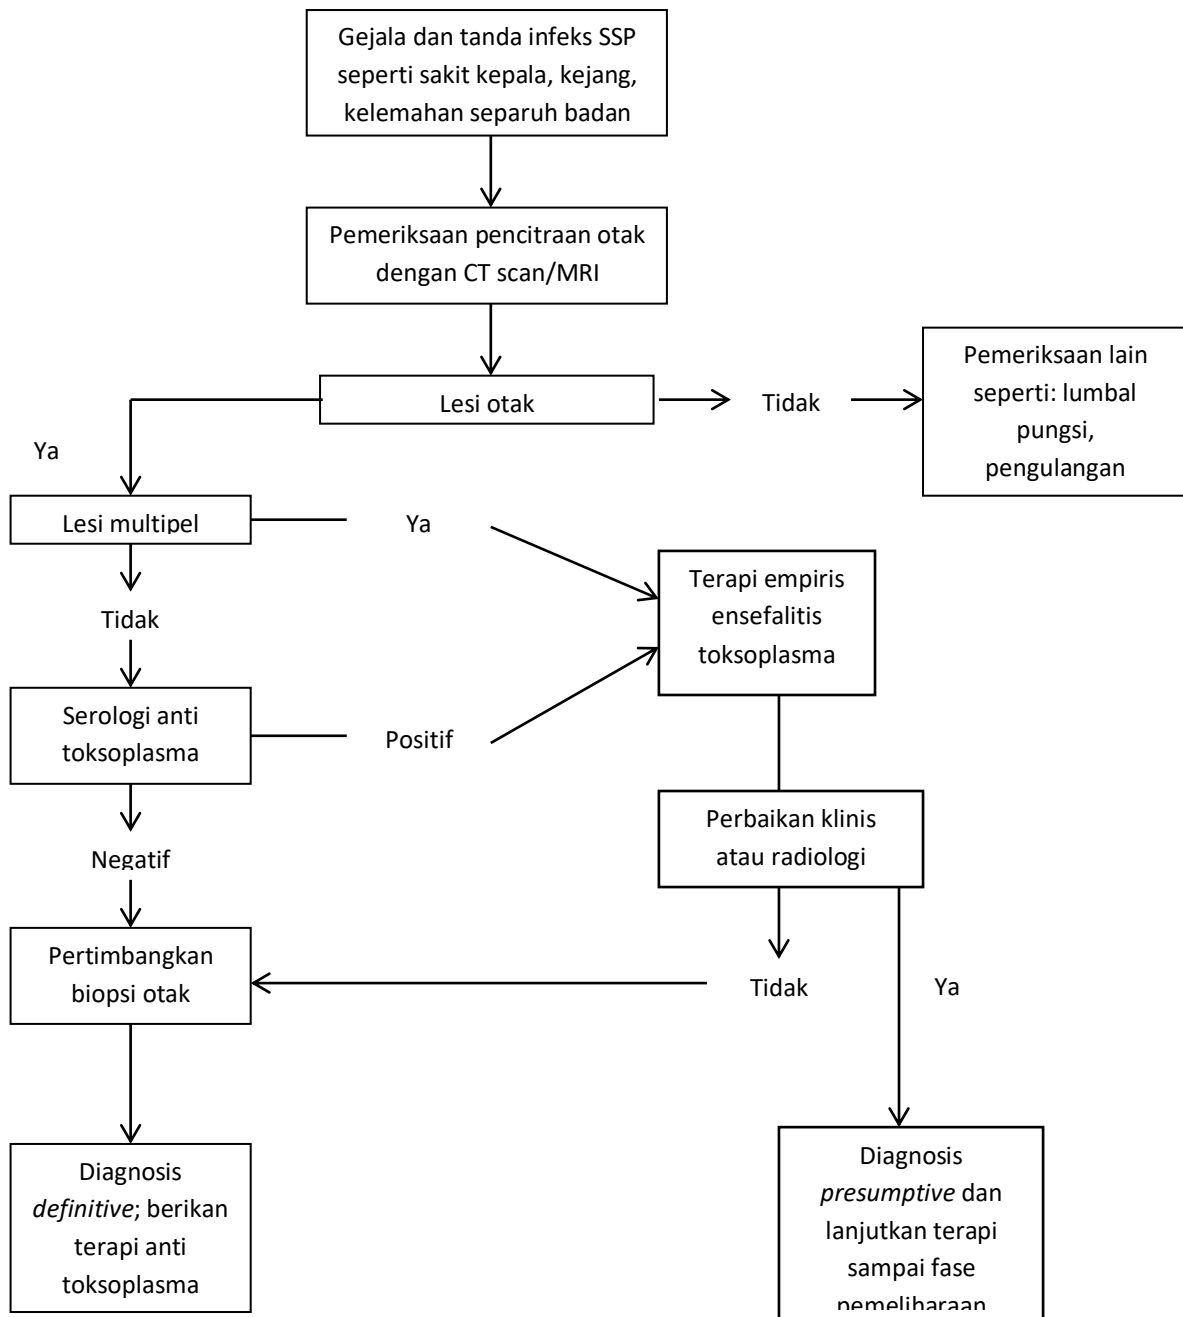 Gejala dan tanda infeks SSP
seperti sakit kepala, kejang,
kelemahan separuh badan
Pemeriksaan pencitraan otak
dengan CT scan/MRI
Lesi otak
Tidak
Pemeriksaan lain
seperti: lumbal
pungsi,
pengulangan
Ya
Lesi multipel
Ya
Terapi empiris
ensefalitis
toksoplasma
Tidak
Serologi anti
toksoplasma
Positif
Perbaikan klinis
atau radiologi
Negatif
Pertimbangkan
biopsi otak
Tidak
Ya
Diagnosis
definitive; berikan
terapi anti
toksoplasma
Diagnosis
presumptive dan
lanjutkan terapi
sampai fase
pemeliharaan